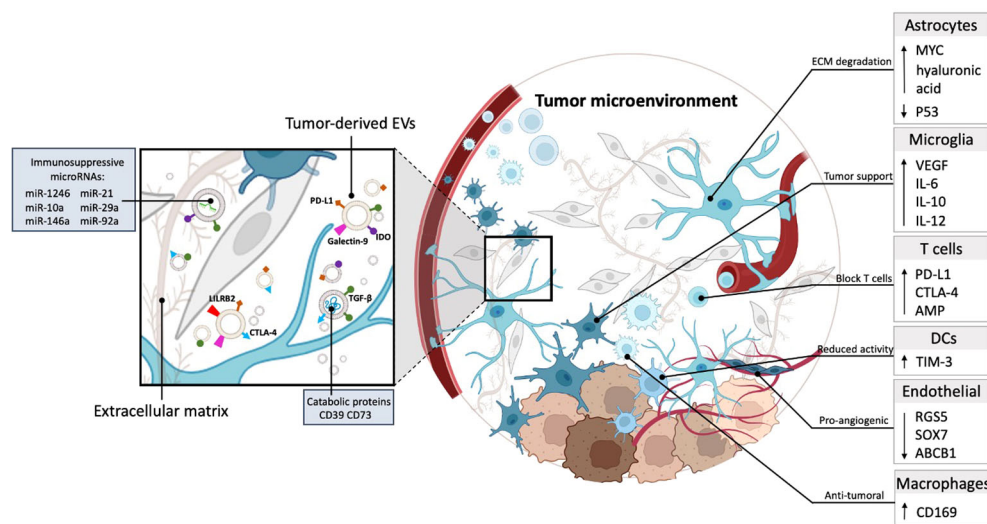 Tumor microenvironment
Tumor-derived EVs
Immunosuppressive
microRNAs:
miR-1246 miR-21
miR-10a miR-29a
miR-146a miR-92a
PD-L1
IDO
Galectin-9
LILRB2
TGF-β
CTLA-4
Extracellular matrix
Catabolic proteins
CD39 CD73
ECM degradation
Tumor support
Block T cells
Reduced activity
Pro-angiogenic
Anti-tumoral
Astrocytes
↑ MYC
hyaluronic
acid
↓ P53
Microglia
↑ VEGF
IL-6
IL-10
IL-12
T cells
↑ PD-L1
CTLA-4
AMP
DCs
↑ TIM-3
Endothelial
RGS5
SOX7
↓ ABCB1
Macrophages
↑ CD169